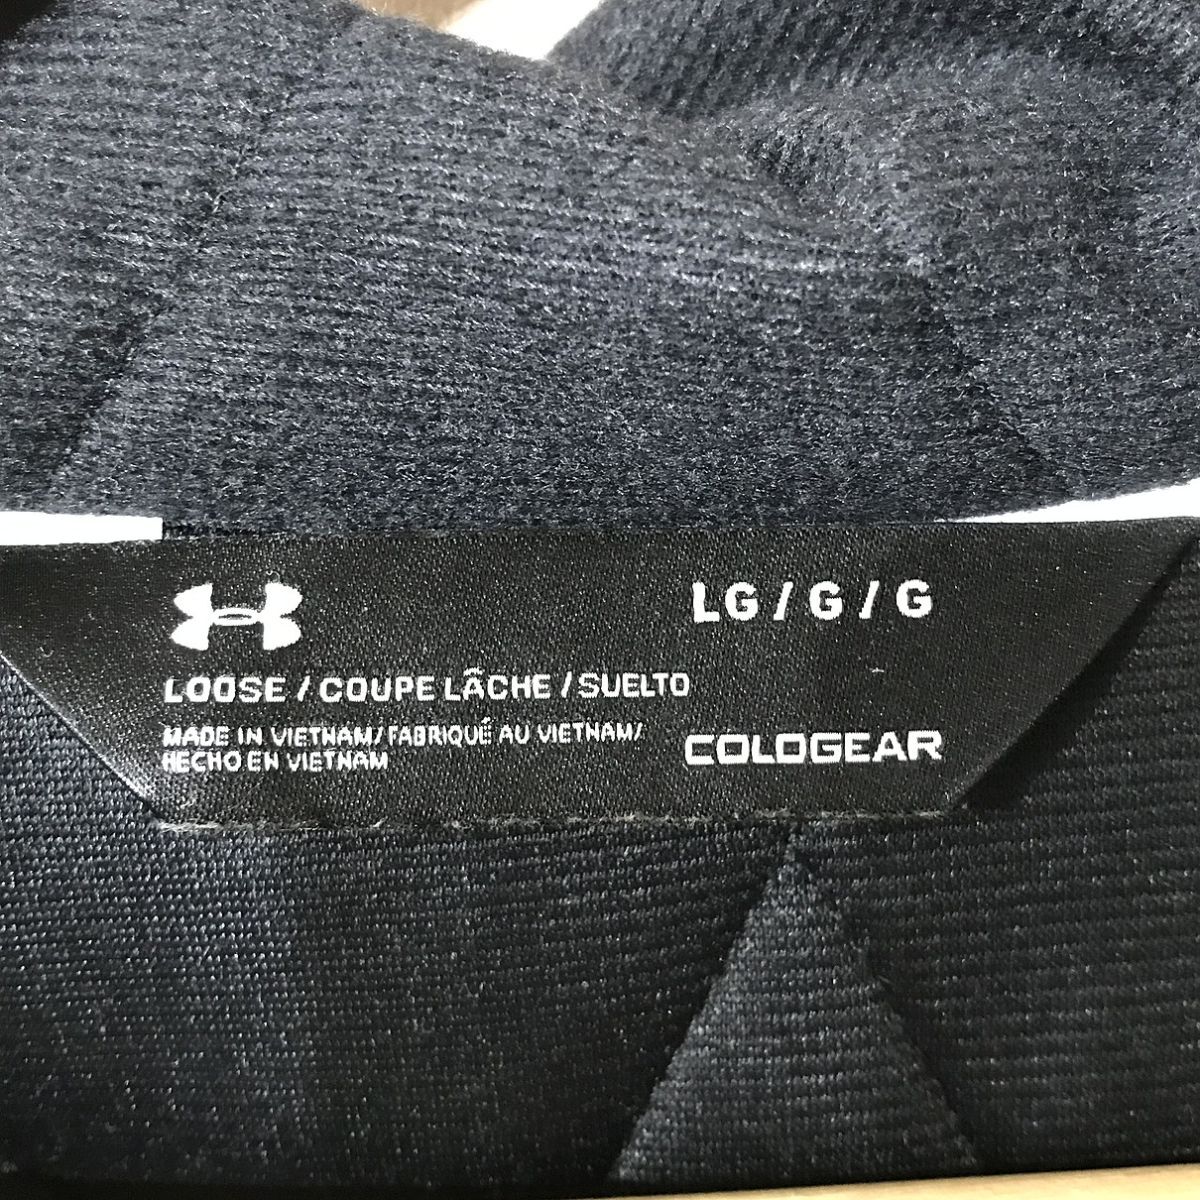 LG / G / G
LOOSE / COUPE LÂCHE / SUELTO
MADE IN VIETNAM/ FABRIQUÉ AU VIETNAM/
HECHO EN VIETNAM
COLDGEAR